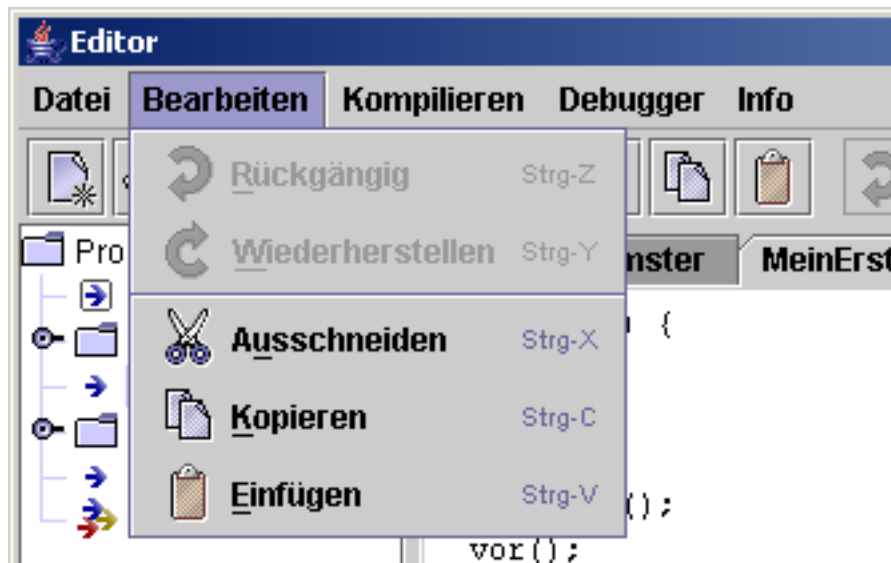 Editor
Datei Bearbeiten Kompilieren Debugger Info
Rückgängig Strg-Z
Wiederherstellen Strg-Y
Ausschneiden Strg-X
Kopieren Strg-C
Einfügen Strg-V
Pro
nster MeinErst
{
();
vor();